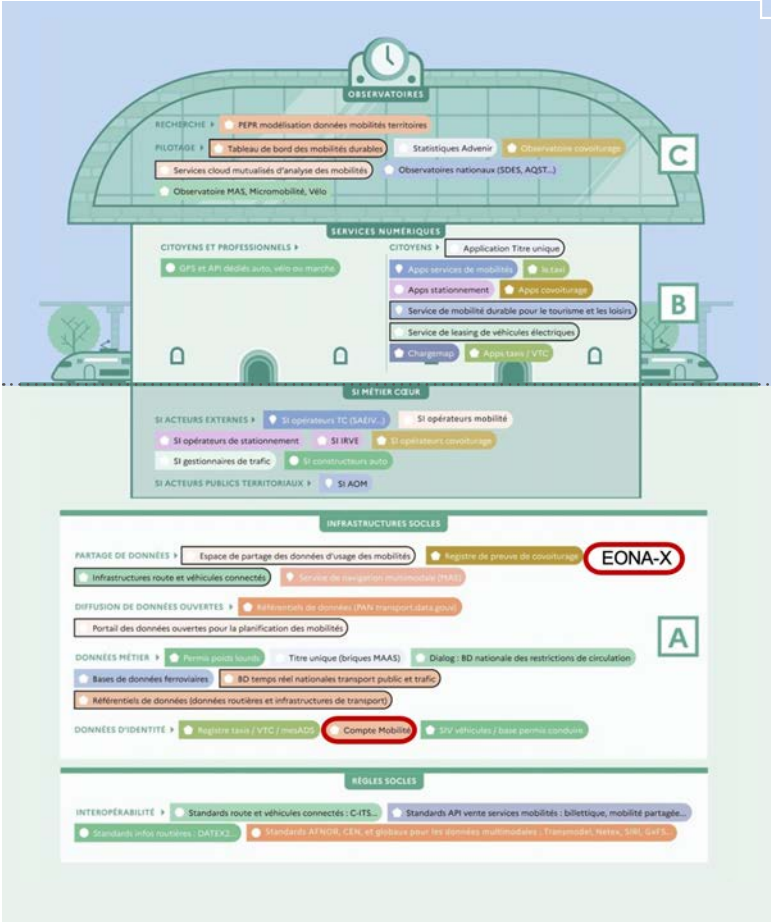 OBSERVATOIRES
RECHERCHE PEPR modélisation données mobilités territoires
PILOTAGE Tableau de bord des mobilités durables Statistiques Advenir Observatoire covoiturage
Services cloud mutualisés d'analyse des mobilités Observatoires nationaux (SDES, AQST...)
Observatoire MAS, Micromobilité, Vélo
C
SERVICES NUMÉRIQUES
CITOYENS ET PROFESSIONNELS
GPS et API dédiés auto, vélo ou marche
CITOYENS Application Titre unique
Apps services de mobilités le.taxi
Apps stationnement Apps covoiturage
Service de mobilité durable pour le tourisme et les loisirs
Service de leasing de véhicules électriques
Chargemap Apps taxis / VTC
B
SI MÉTIER CŒUR
SI ACTEURS EXTERNES SI opérateurs TC (SAEIV...) SI opérateurs mobilité
SI opérateurs de stationnement SI IRVE SI opérateurs covoiturage
SI gestionnaires de trafic SI constructeurs auto
SI ACTEURS PUBLICS TERRITORIAUX SI AOM
INFRASTRUCTURES SOCLES
PARTAGE DE DONNÉES Espace de partage des données d'usage des mobilités Registre de preuve de covoiturage EONA-X
Infrastructures route et véhicules connectés Service de navigation multimodale (MAS)
DIFFUSION DE DONNÉES OUVERTES Référentiels de données (PAN transport.data.gouv)
Portail des données ouvertes pour la planification des mobilités
A
DONNÉES MÉTIER Permis poids lourds Titre unique (briques MAAS) Dialog : BD nationale des restrictions de circulation
Bases de données ferroviaires BD temps réel nationales transport public et trafic
Référentiels de données (données routières et infrastructures de transport)
DONNÉES D'IDENTITÉ Registre taxis / VTC / mesADS Compte Mobilité SIV véhicules / base permis conduire
RÈGLES SOCLES
INTEROPÉRABILITÉ Standards route et véhicules connectés : C-ITS... Standards API vente services mobilités : billettique, mobilité partagée...
Standards infos routières : DATEX2... Standards AFNOR, CEN, et globaux pour les données multimodales : Transmodel, Netex, SIRI, GxFS...